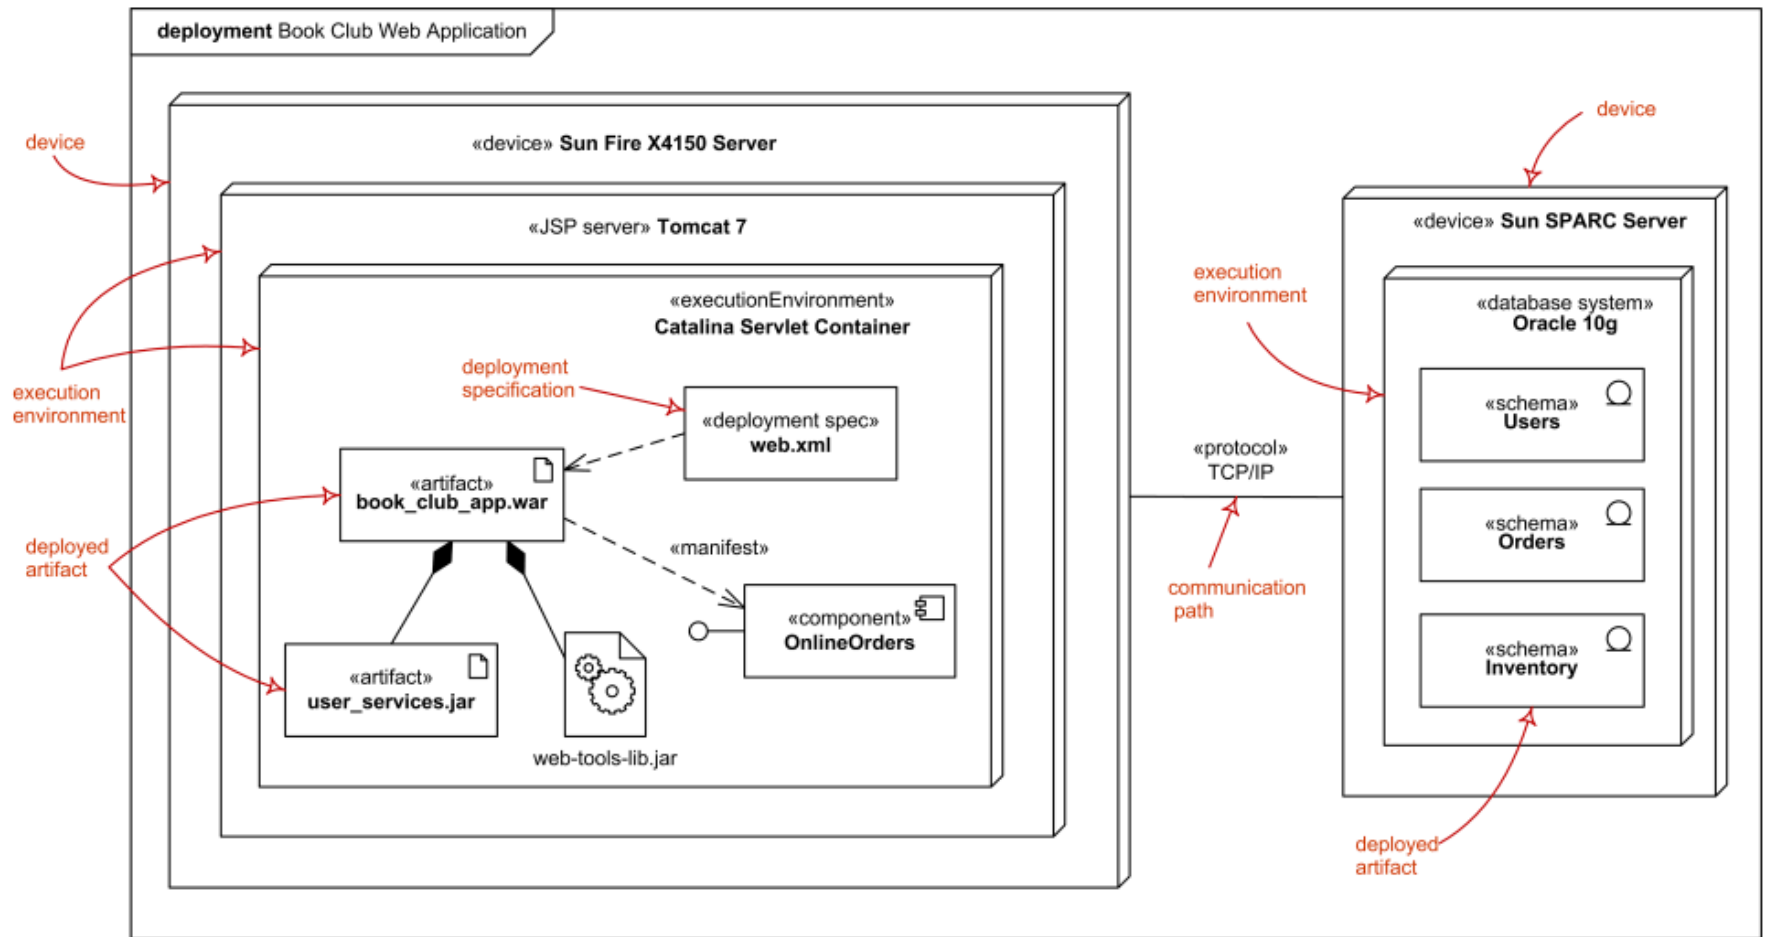 deployment Book Club Web Application
device
«device» Sun Fire X4150 Server
device
«JSP server» Tomcat 7
«device» Sun SPARC Server
«executionEnvironment»
Catalina Servlet Container
execution
environment
«database system»
Oracle 10g
deployment
specification
execution
environment
«deployment spec»
web.xml
«schema»
Users
«protocol»
TCP/IP
«artifact»
book_club_app.war
deployed
artifact
«manifest»
«schema»
Orders
communication
path
«component»
OnlineOrders
«artifact»
user_services.jar
«schema»
Inventory
web-tools-lib.jar
deployed
artifact